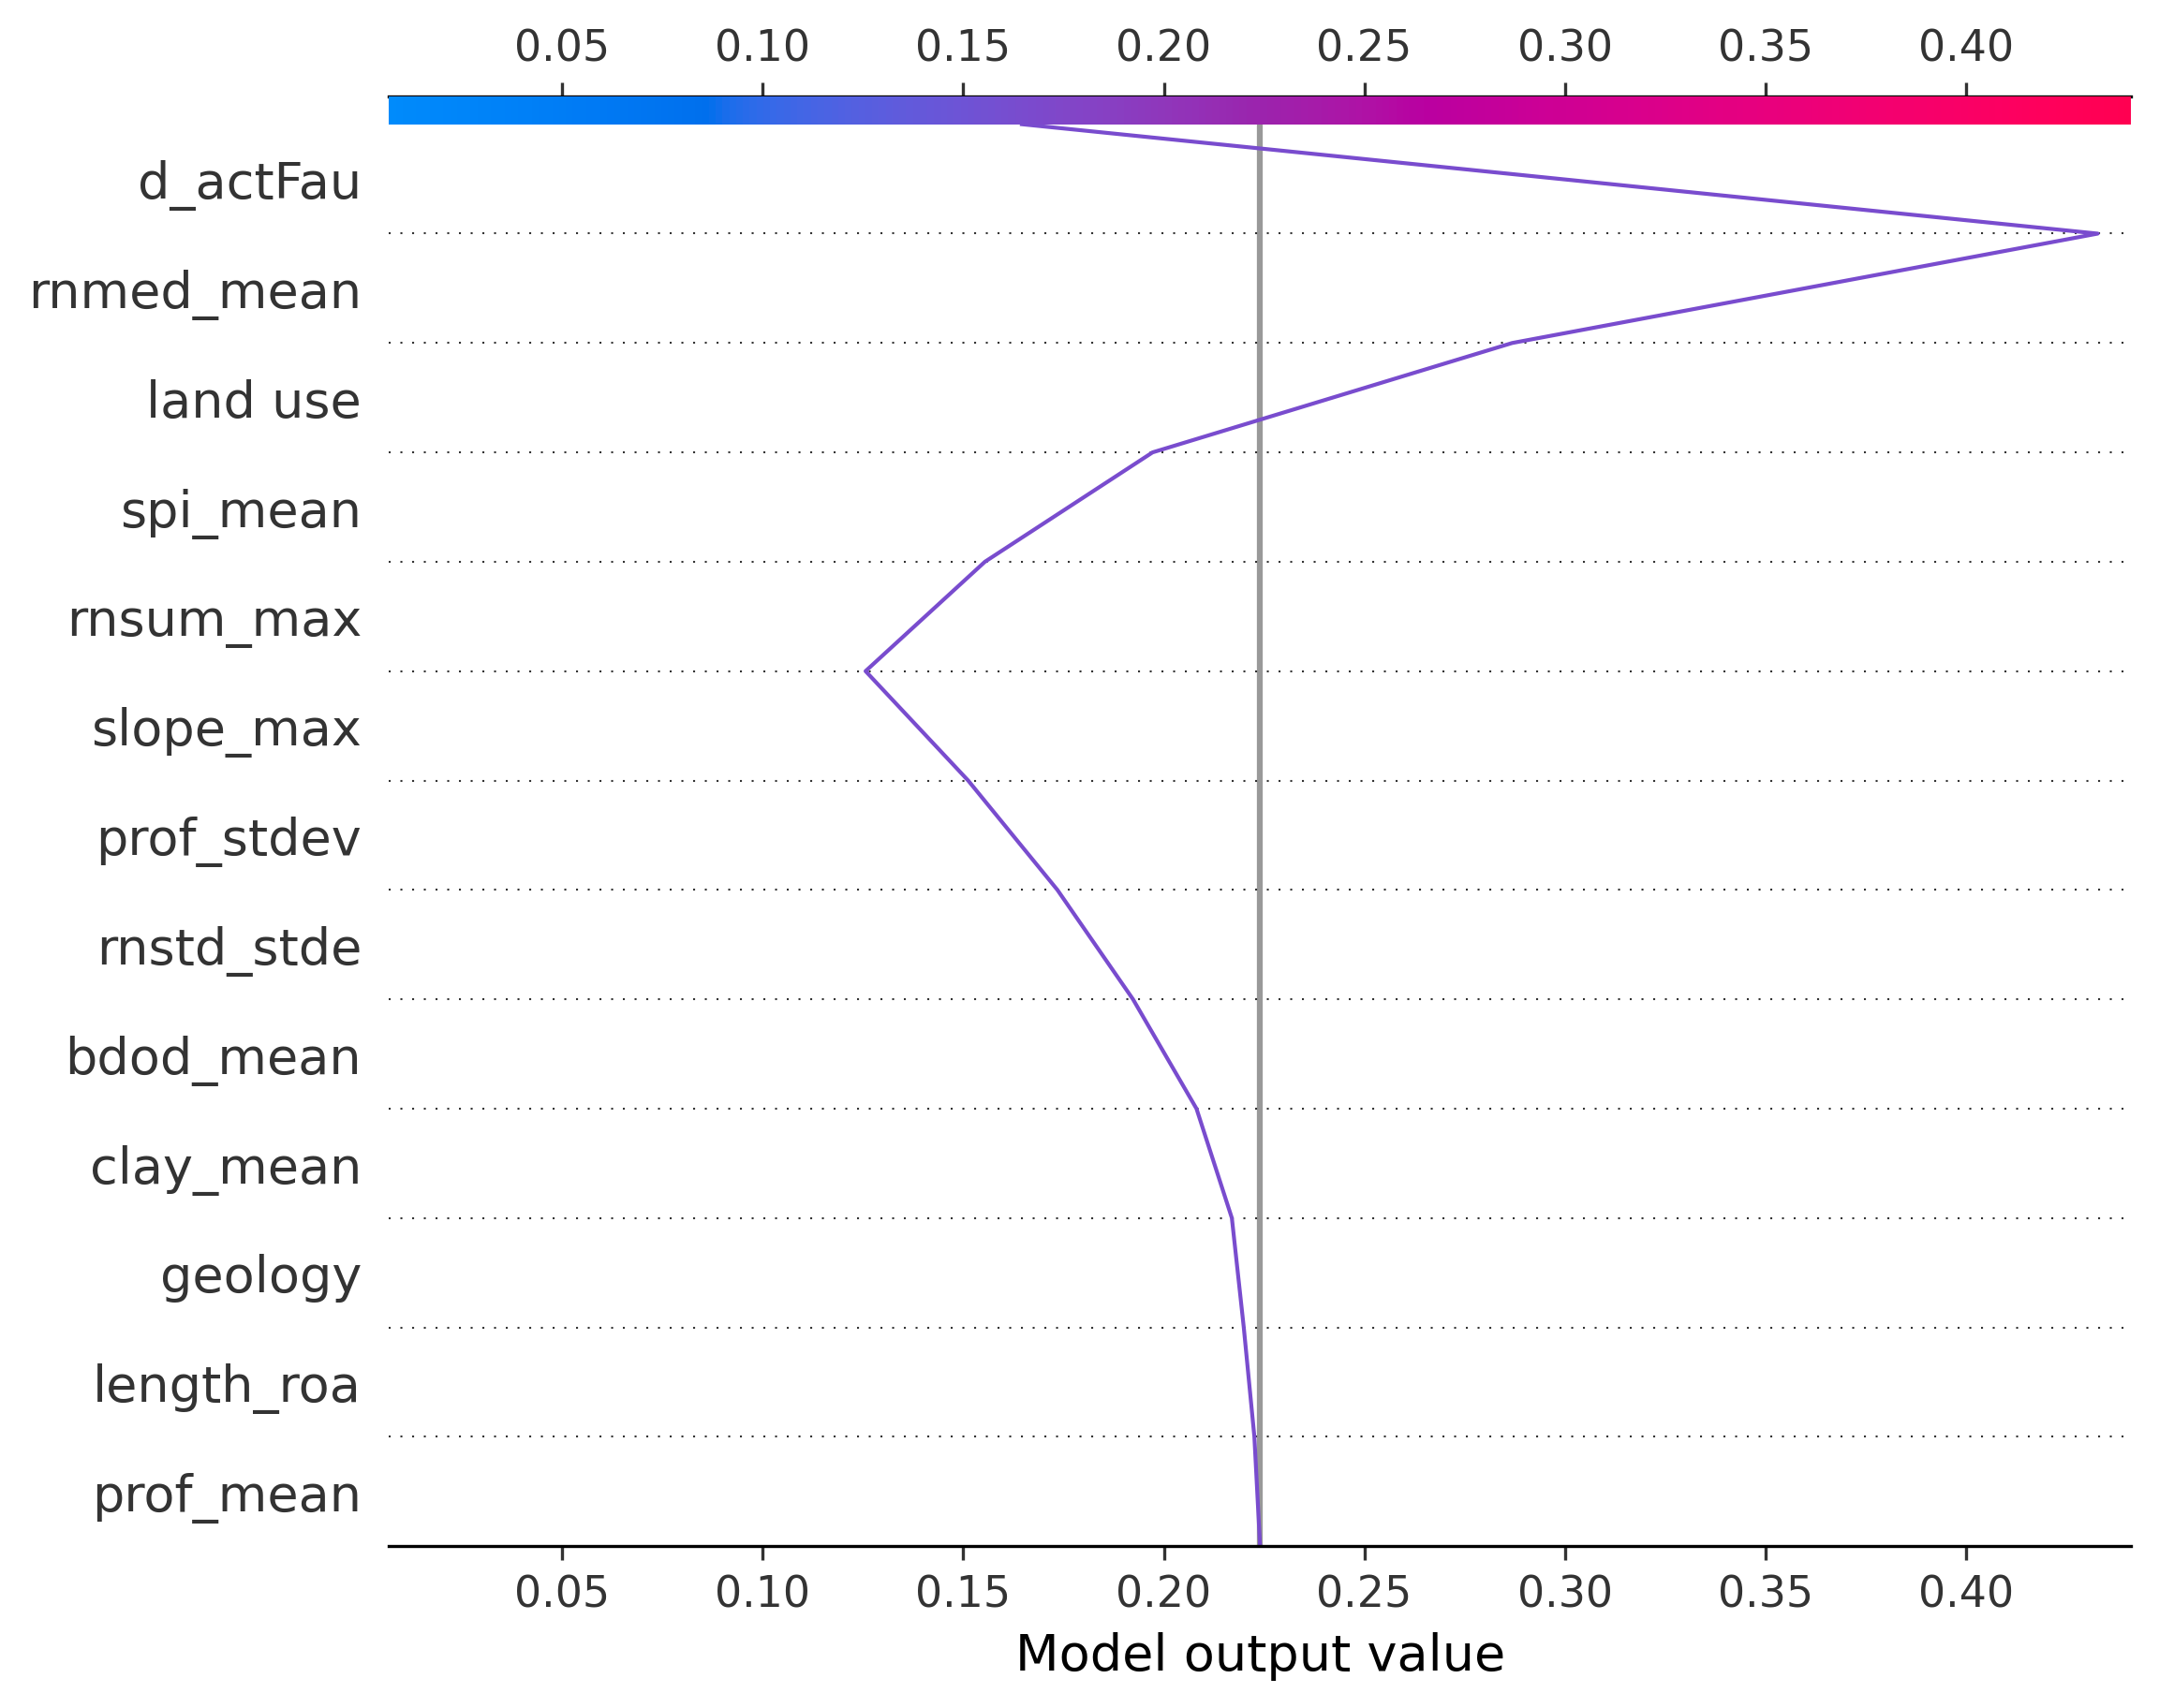 0.05 0.10 0.15 0.20 0.25 0.30 0.35 0.40
d_actFau
rnmed_mean
land use
spi_mean
rnsum_max
slope_max
prof_stdev
rnstd_stde
bdod_mean
clay_mean
geology
length_roa
prof_mean
0.05 0.10 0.15 0.20 0.25 0.30 0.35 0.40
Model output value